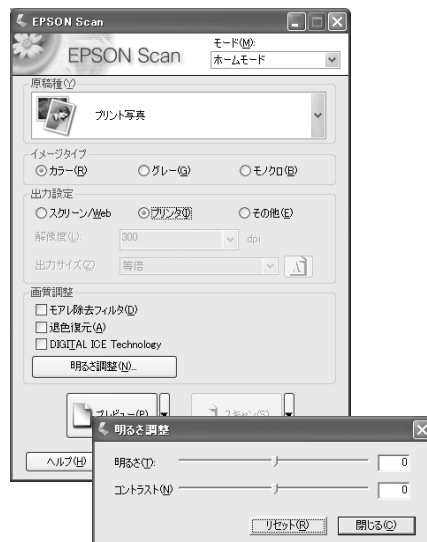 EPSON Scan
EPSON Scan
モード(M):
ホームモード
原稿種(Y)
プリント写真
イメージタイプ
カラー(R) グレー(G) モノクロ(B)
出力設定
スクリーン/Web プリンタ(I) その他(E)
解像度(L): 300 dpi
出力サイズ(Z): 等倍
画質調整
モアレ除去フィルタ(D)
退色復元(A)
DIGITAL ICE Technology
明るさ調整(N)...
プレビュー(P) スキャン(S)
ヘルプ(H)
明るさ調整
明るさ(T): 0
コントラスト(N) 0
リセット(R) 閉じる(C)